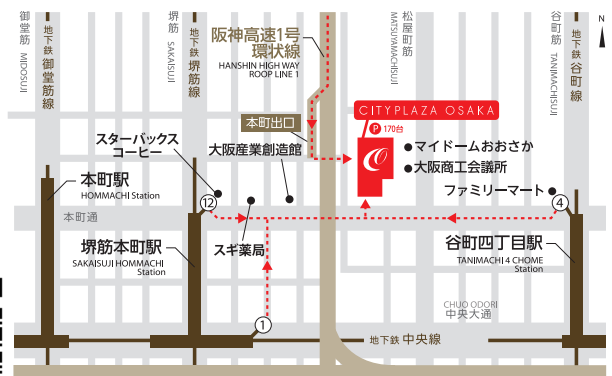 御堂筋
MIDOSUJI
地下鉄 御堂筋線
堺筋
SAKAISUJI
地下鉄 堺筋線
阪神高速1号
環状線
HANSHIN HIGH WAY
ROOP LINE 1
松屋町筋
MATSUYAMACHISUJI
谷町筋
TANIMACHISUJI
地下鉄 谷町線
N
本町出口
CITYPLAZA OSAKA
P 170台
スターバックス
コーヒー
大阪産業創造館
マイドームおおさか
大阪商工会議所
ファミリーマート
本町駅
HOMMACHI Station
12
4
本町通
スギ薬局
堺筋本町駅
SAKAISUJI HOMMACHI
Station
谷町四丁目駅
TANIMACHI 4 CHOME
Station
CHUO ODORI
中央大通
1
地下鉄 中央線